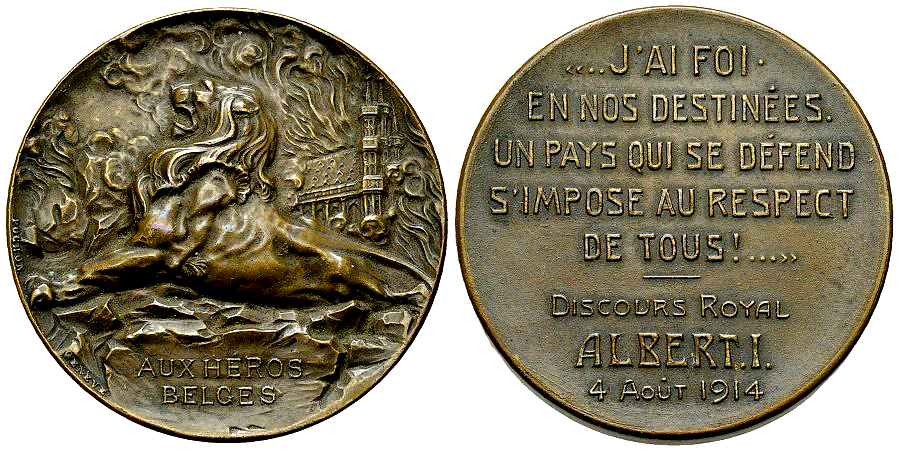 AUX HÉROS
BELGES
«....J'AI FOI.
EN NOS DESTINÉES.
UN PAYS QUI SE DÉFEND
S'IMPOSE AU RESPECT
DE TOUS!....»
DISCOURS ROYAL
ALBERT.I.
4 AOÛT 1914